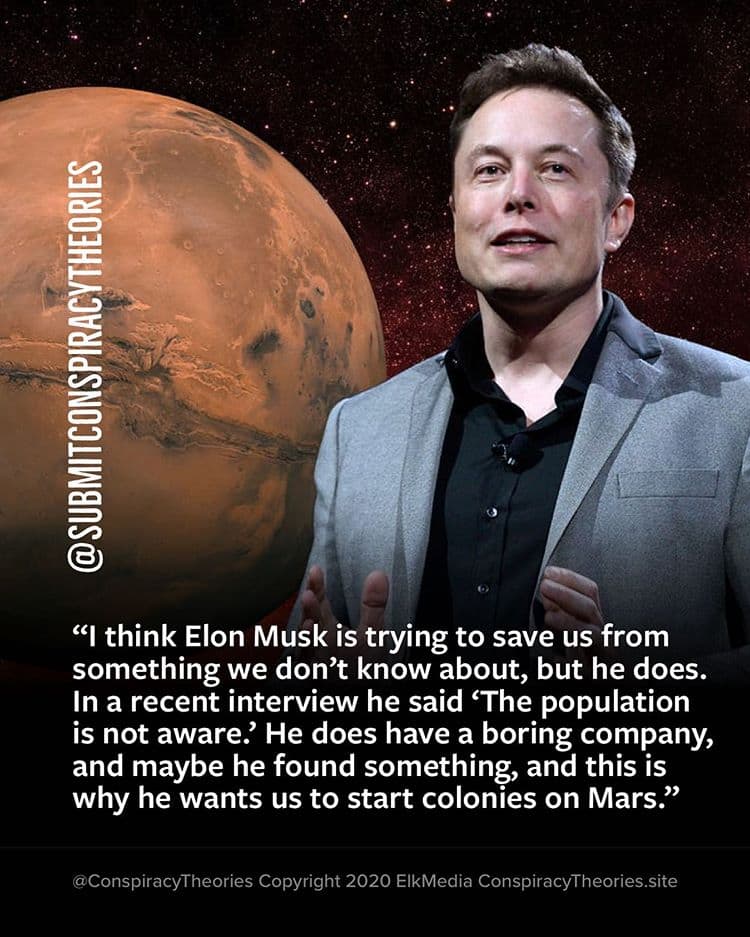 @SUBMITCONSPIRACYTHEORIES
“I think Elon Musk is trying to save us from
something we don’t know about, but he does.
In a recent interview he said ‘The population
is not aware.’ He does have a boring company,
and maybe he found something, and this is
why he wants us to start colonies on Mars.”
@ConspiracyTheories Copyright 2020 ElkMedia ConspiracyTheories.site